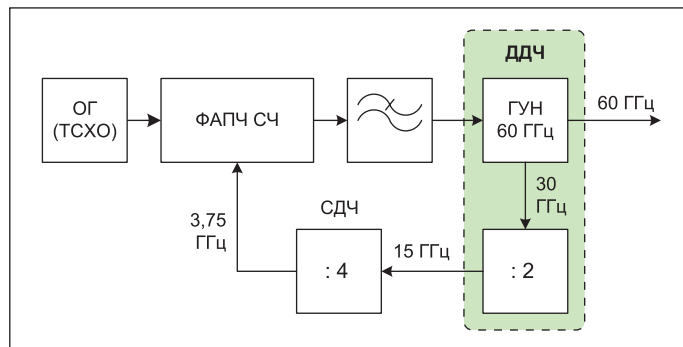 ДДЧ
ОГ
(TCXO)
ФАПЧ СЧ
ГУН
60 ГГц
60 ГГц
30
ГГц
СДЧ
3,75
ГГц
: 4
15 ГГц
: 2